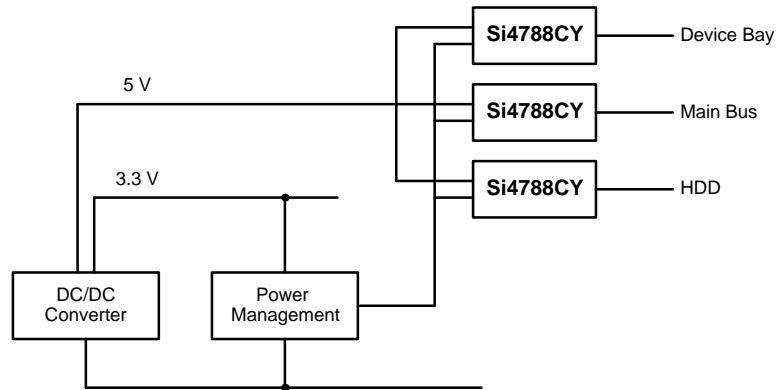 Si4788CY
Device Bay
5 V
Si4788CY
Main Bus
3.3 V
Si4788CY
HDD
DC/DC
Converter
Power
Management